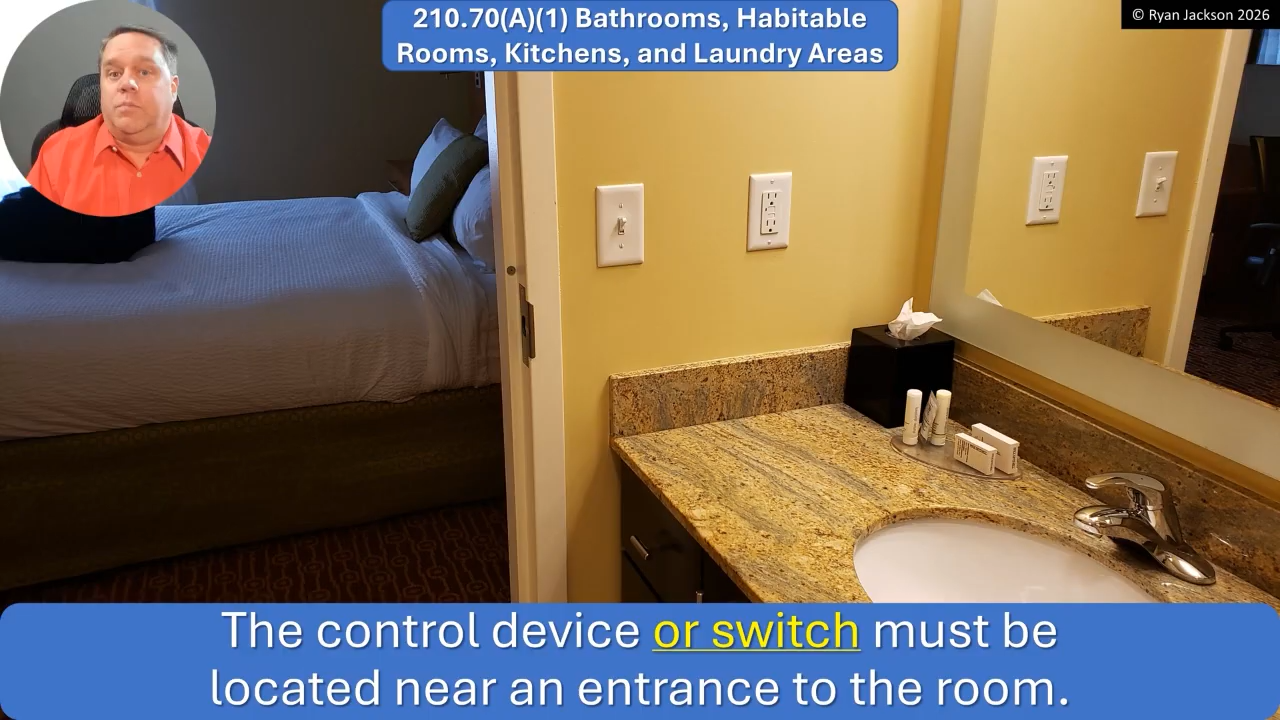 © Ryan Jackson 2026
210.70(A)(1) Bathrooms, Habitable
Rooms, Kitchens, and Laundry Areas
The control device or switch must be
located near an entrance to the room.